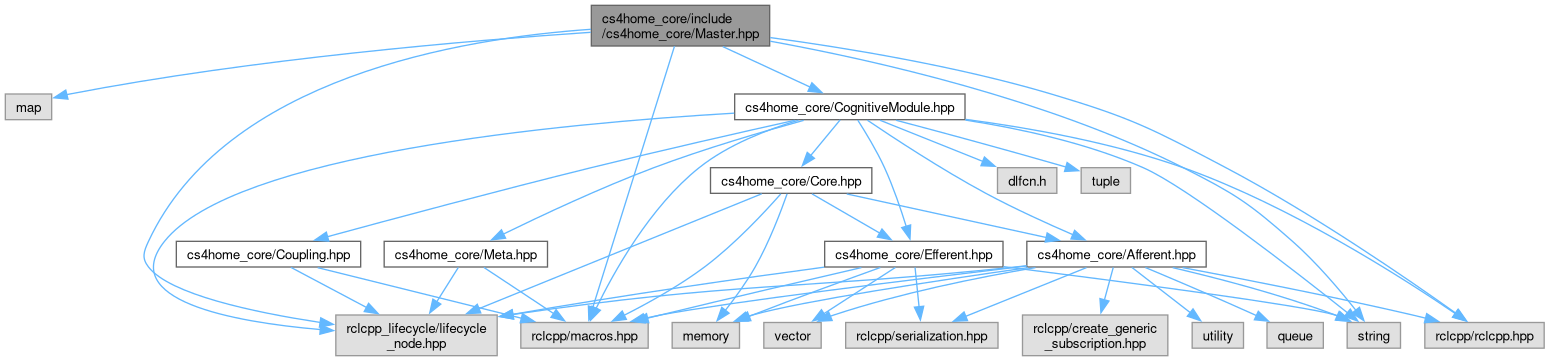 cs4home_core/include
/cs4home_core/Master.hpp
map
cs4home_core/CognitiveModule.hpp
cs4home_core/Core.hpp
dlfcn.h
tuple
cs4home_core/Coupling.hpp
cs4home_core/Meta.hpp
cs4home_core/Efferent.hpp
cs4home_core/Afferent.hpp
rclcpp_lifecycle/lifecycle
_node.hpp
rclcpp/macros.hpp
memory
vector
rclcpp/serialization.hpp
rclcpp/create_generic
_subscription.hpp
utility
queue
string
rclcpp/rclcpp.hpp